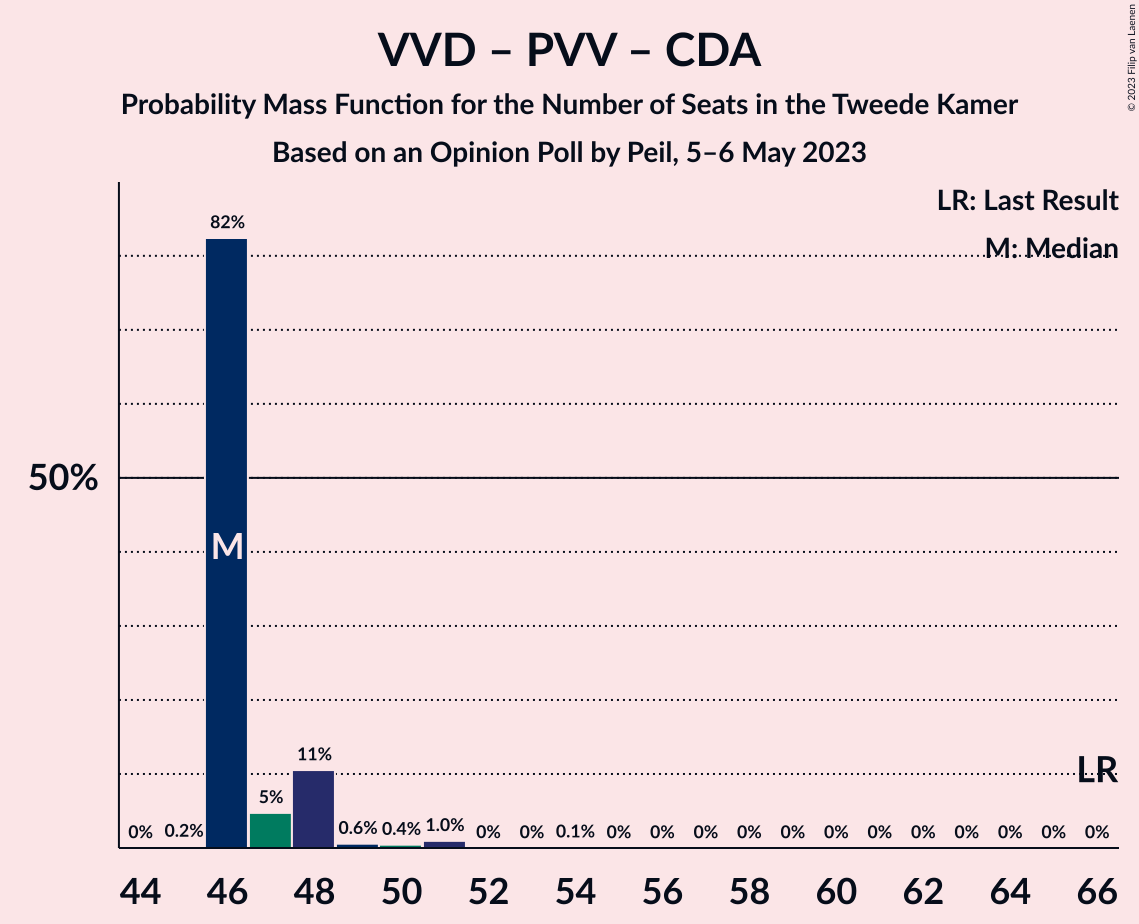 VVD – PVV – CDA
Probability Mass Function for the Number of Seats in the Tweede Kamer
Based on an Opinion Poll by Peil, 5–6 May 2023
© 2023 Filip van Laenen
LR: Last Result
M: Median
82%
50%
M
11%
LR
5%
0% 0.2% 0.6% 0.4% 1.0% 0% 0% 0.1% 0% 0% 0% 0% 0% 0% 0% 0% 0% 0% 0% 0%
44 46 48 50 52 54 56 58 60 62 64 66